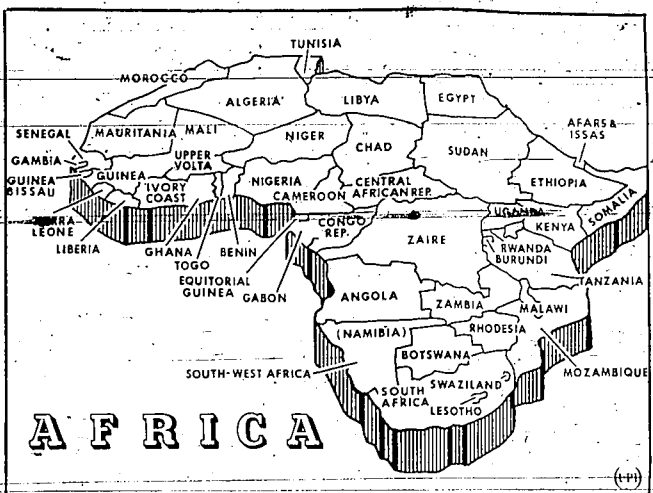 TUNISIA
MOROCCO
ALGERIA
LIBYA
EGYPT
AFARS &
ISSAS
SENEGAL
MAURITANIA
MALI
NIGER
CHAD
SUDAN
GAMBIA
GUINEA
BISSAU
GUINEA
UPPER
VOLTA
IVORY
COAST
NIGERIA
CAMEROON
CENTRAL
AFRICAN REP.
ETHIOPIA
SOMALIA
LEONE
LIBERIA
GHANA
TOGO
BENIN
EQUITORIAL
GUINEA
GABON
CONGO
REP.
ZAIRE
UGANDA
KENYA
RWANDA
BURUNDI
TANZANIA
ANGOLA
ZAMBIA
MALAWI
(NAMIBIA)
RHODESIA
BOTSWANA
MOZAMBIQUE
SOUTH-WEST AFRICA
SOUTH
AFRICA
SWAZILAND
LESOTHO
AFRICA
(UPI)